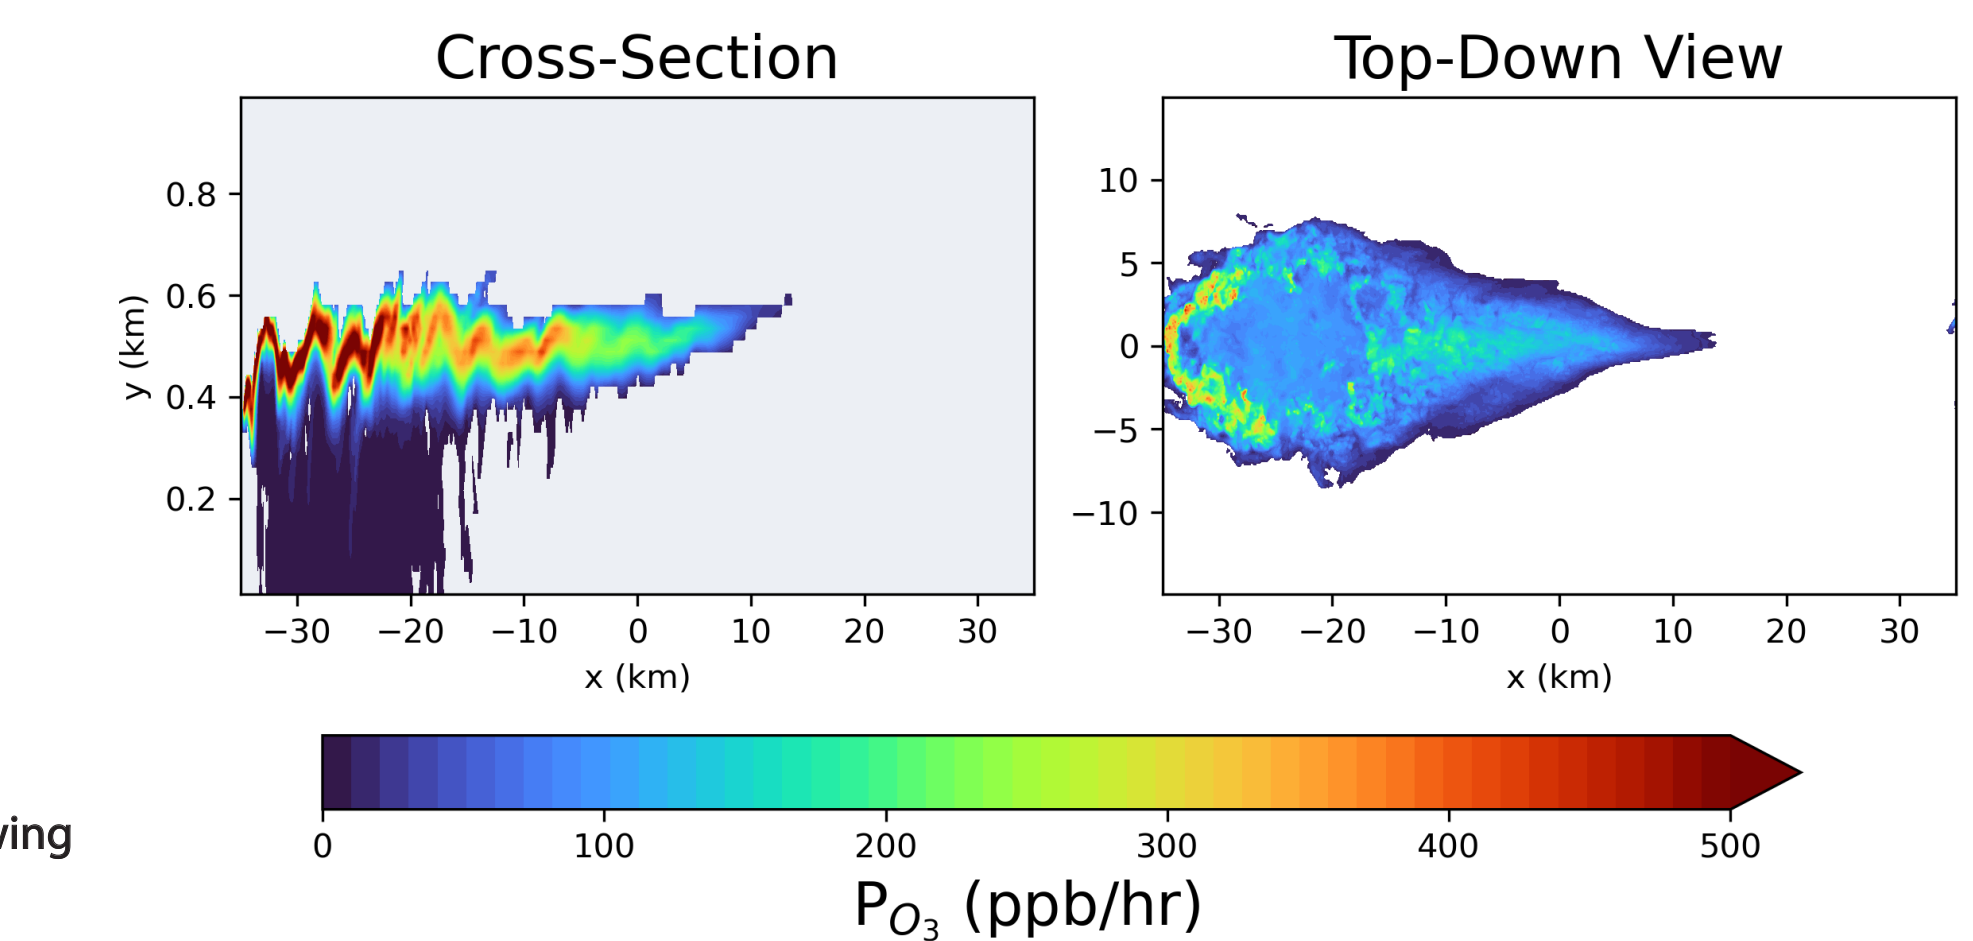 Cross-Section
Top-Down View
y (km)
0.8
0.6
0.4
0.2
−30 −20 −10 0 10 20 30
x (km)
10
5
0
−5
−10
−30 −20 −10 0 10 20 30
x (km)
0 100 200 300 400 500
P_{O_3} (ppb/hr)